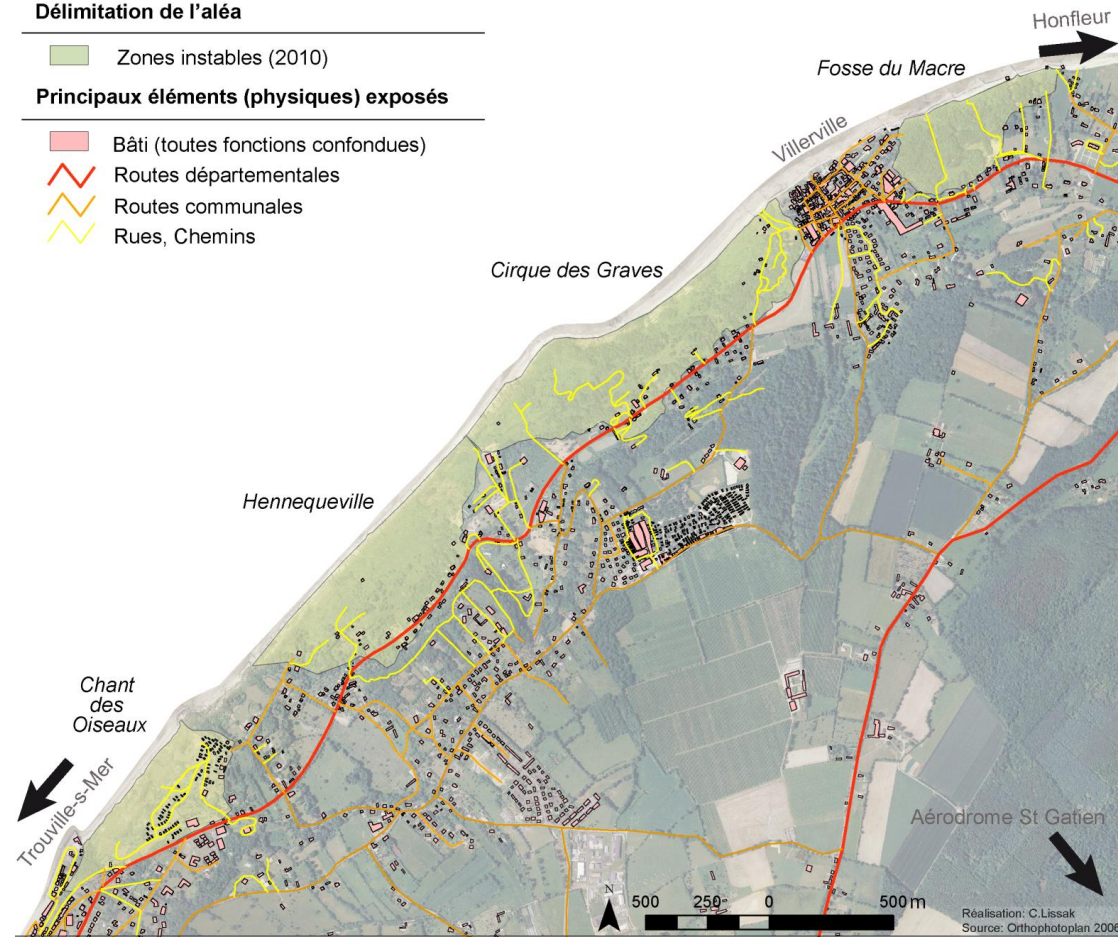 Délimitation de l'aléa
Zones instables (2010)
Principaux éléments (physiques) exposés
Bâti (toutes fonctions confondues)
Routes départementales
Routes communales
Rues, Chemins
Honfleur
Fosse du Macre
Villerville
Cirque des Graves
Hennequeville
Chant
des
Oiseaux
Trouville-s-Mer
Aérodrome St Gatien
N
500 250 0 500 m
Réalisation: C.Lissak
Source: Orthophotoplan